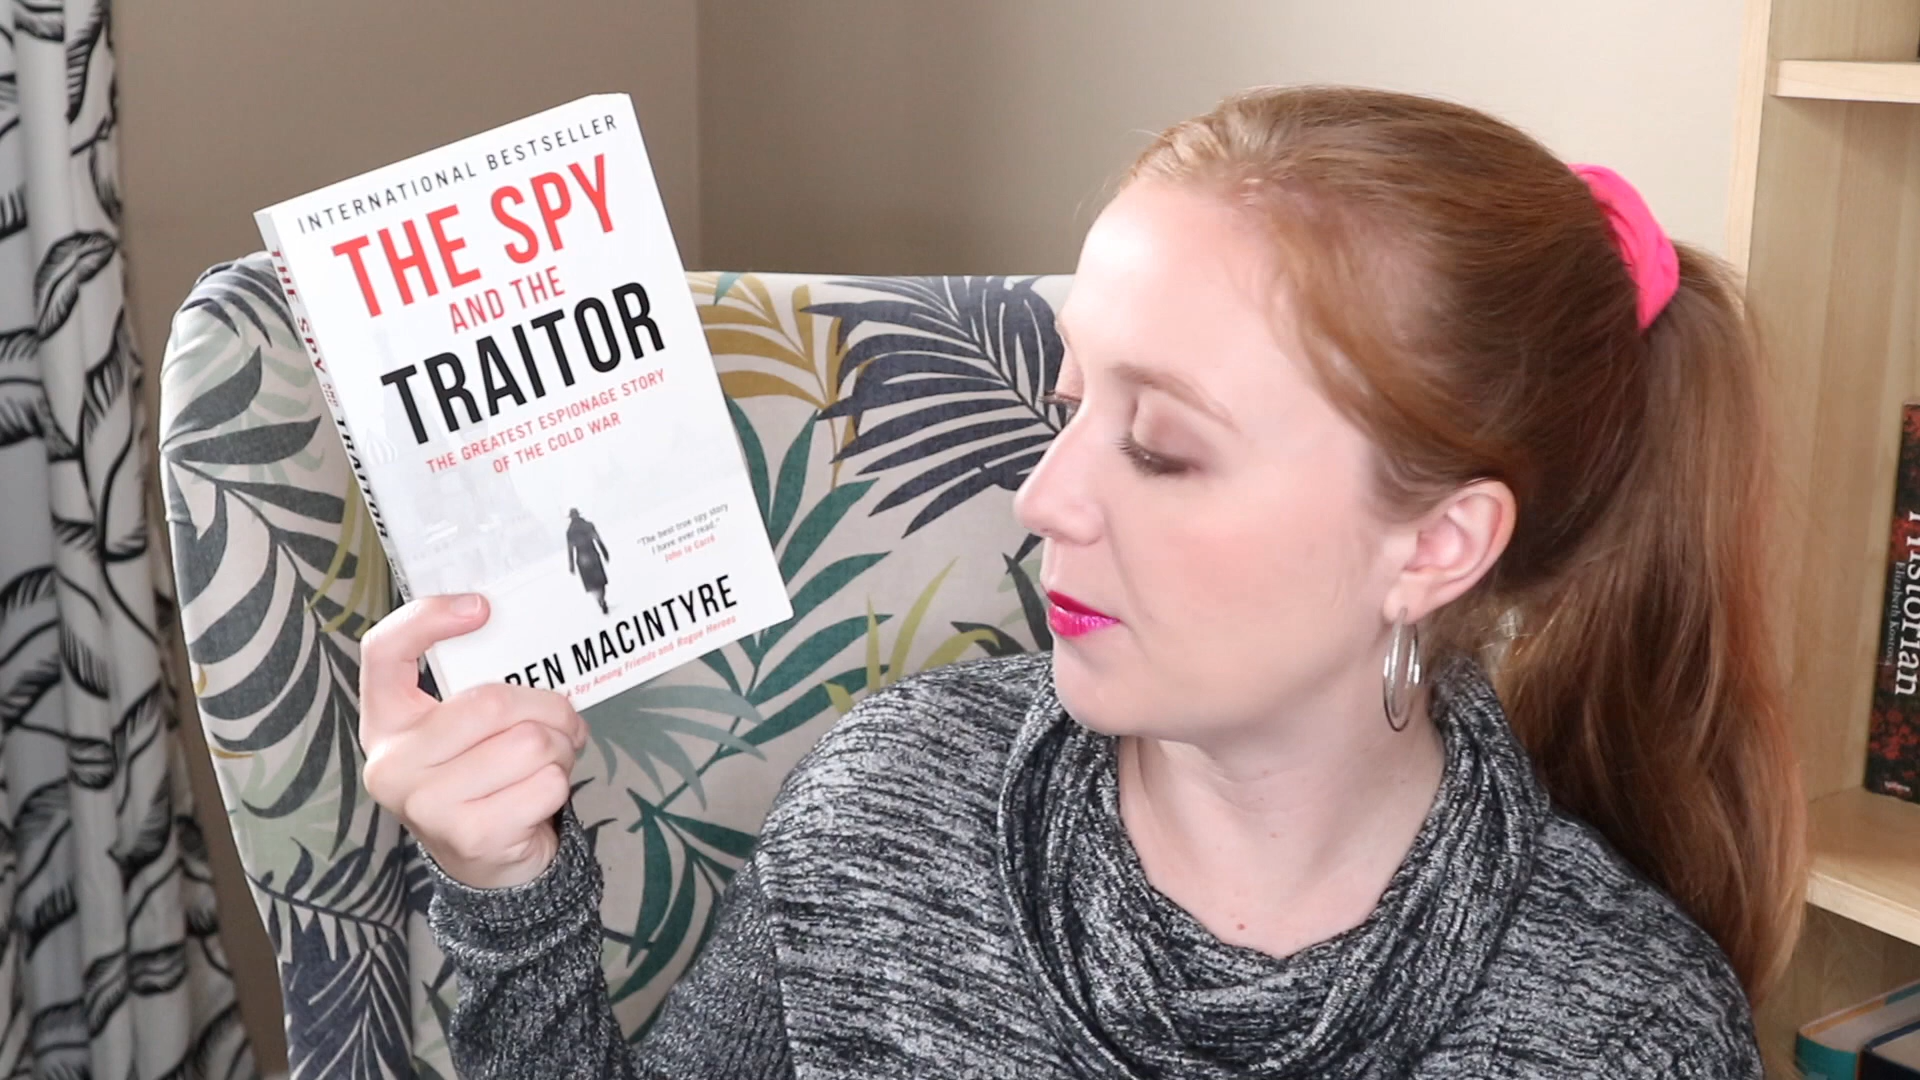 INTERNATIONAL BESTSELLER
THE SPY
AND THE
TRAITOR
THE GREATEST ESPIONAGE STORY
OF THE COLD WAR
"The best true spy story
I have ever read."
John le Carré
BEN MACINTYRE
A Spy Among Friends and Rogue Heroes
THE SPY AND THE TRAITOR
Historian
Elizabeth Kostova